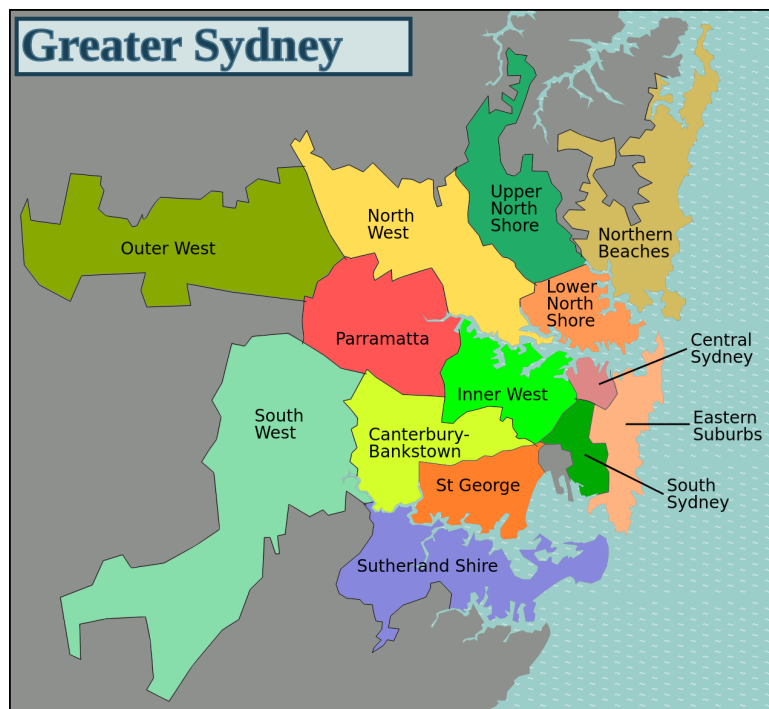 Greater Sydney
Upper
North
Shore
North
West
Outer West
Northern
Beaches
Lower
North
Shore
Parramatta
Central
Sydney
Inner West
South
West
Canterbury-
Bankstown
Eastern
Suburbs
St George
South
Sydney
Sutherland Shire